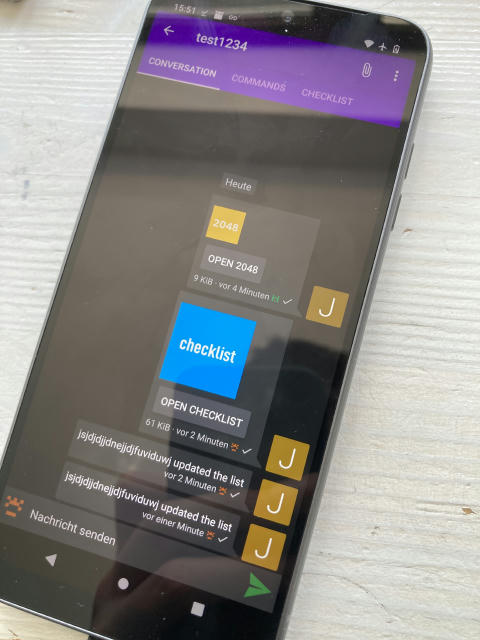 15:51
test1234
CONVERSATION
COMMANDS
CHECKLIST
Heute
2048
OPEN 2048
9 KiB · vor 4 Minuten
J
checklist
OPEN CHECKLIST
61 KiB · vor 2 Minuten
J
jsjdjdjdnejjdjfuviduwj updated the list
vor 2 Minuten
J
jsjdjdjdnejjdjfuviduwj updated the list
vor einer Minute
J
Nachricht senden